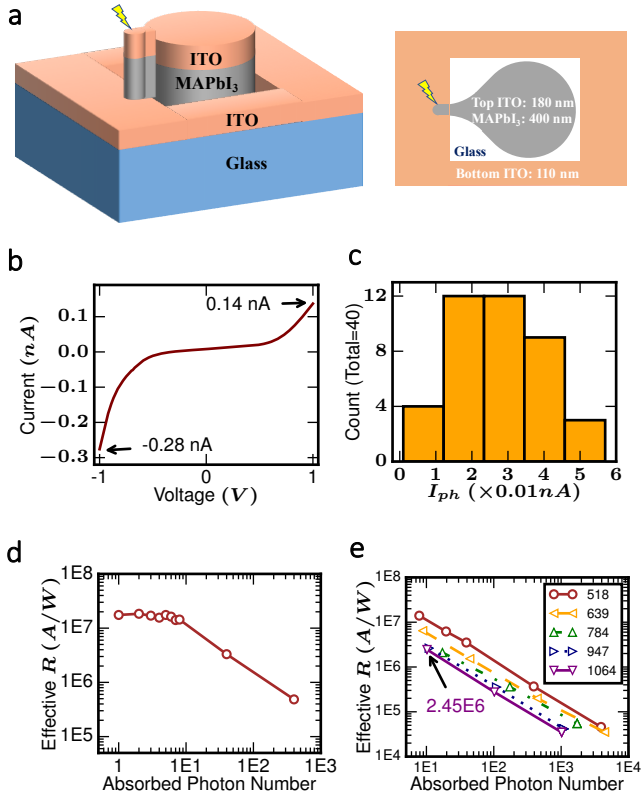 a
ITO
MAPbI₃
ITO
Glass
Top ITO: 180 nm
MAPbI₃: 400 nm
Glass
Bottom ITO: 110 nm
b
0.14 nA
-0.28 nA
0.1
0.0
−0.1
−0.2
−0.3
Current (nA)
-1 0 1
Voltage (V)
c
12
8
4
0
Count (Total=40)
0 1 2 3 4 5 6
I_ph (×0.01nA)
d
1E8
1E7
1E6
1E5
Effective R (A/W)
1 1E1 1E2 1E3
Absorbed Photon Number
e
1E8
1E7
1E6
1E5
1E4
Effective R (A/W)
518
639
784
947
1064
2.45E6
1E1 1E2 1E3 1E4
Absorbed Photon Number